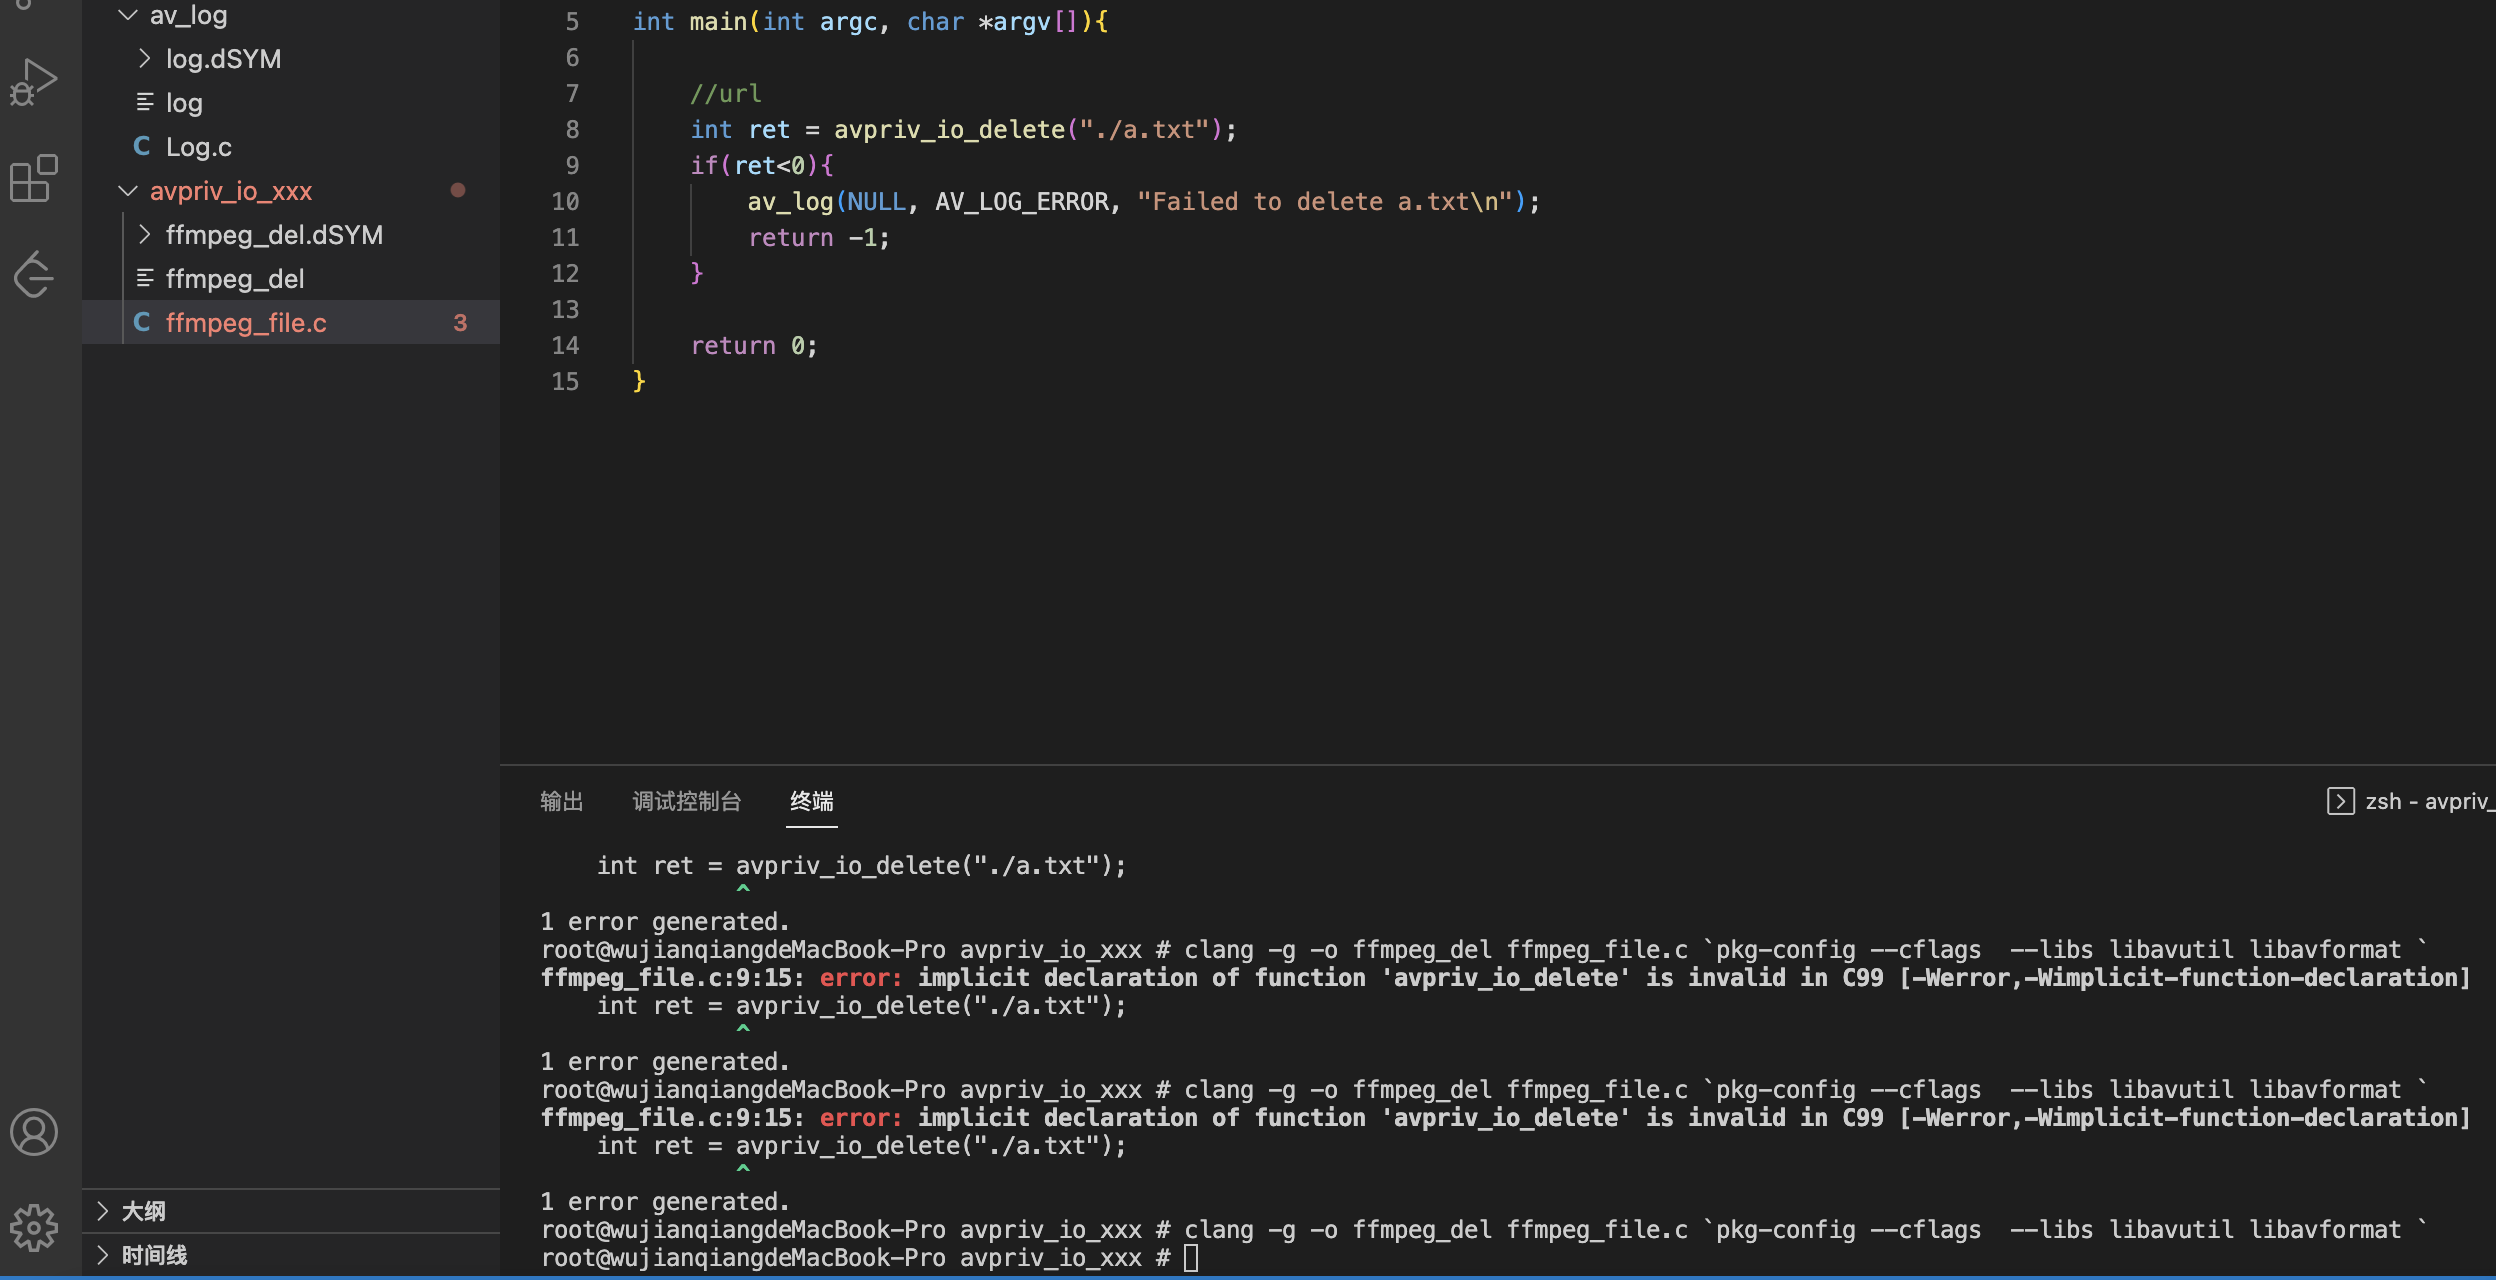 av_log
log.dSYM
log
C Log.c
avpriv_io_xxx
ffmpeg_del.dSYM
ffmpeg_del
C ffmpeg_file.c 3
大纲
时间线
5 int main(int argc, char *argv[]){
6
7 //url
8 int ret = avpriv_io_delete("./a.txt");
9 if(ret<0){
10 av_log(NULL, AV_LOG_ERROR, "Failed to delete a.txt\n");
11 return -1;
12 }
13
14 return 0;
15 }
输出 调试控制台 终端
zsh - avpriv_
int ret = avpriv_io_delete("./a.txt");
^
1 error generated.
root@wujianqiangdeMacBook-Pro avpriv_io_xxx # clang -g -o ffmpeg_del ffmpeg_file.c `pkg-config --cflags  --libs libavutil libavformat `
ffmpeg_file.c:9:15: error: implicit declaration of function 'avpriv_io_delete' is invalid in C99 [-Werror,-Wimplicit-function-declaration]
int ret = avpriv_io_delete("./a.txt");
^
1 error generated.
root@wujianqiangdeMacBook-Pro avpriv_io_xxx # clang -g -o ffmpeg_del ffmpeg_file.c `pkg-config --cflags  --libs libavutil libavformat `
ffmpeg_file.c:9:15: error: implicit declaration of function 'avpriv_io_delete' is invalid in C99 [-Werror,-Wimplicit-function-declaration]
int ret = avpriv_io_delete("./a.txt");
^
1 error generated.
root@wujianqiangdeMacBook-Pro avpriv_io_xxx # clang -g -o ffmpeg_del ffmpeg_file.c `pkg-config --cflags  --libs libavutil libavformat `
root@wujianqiangdeMacBook-Pro avpriv_io_xxx #